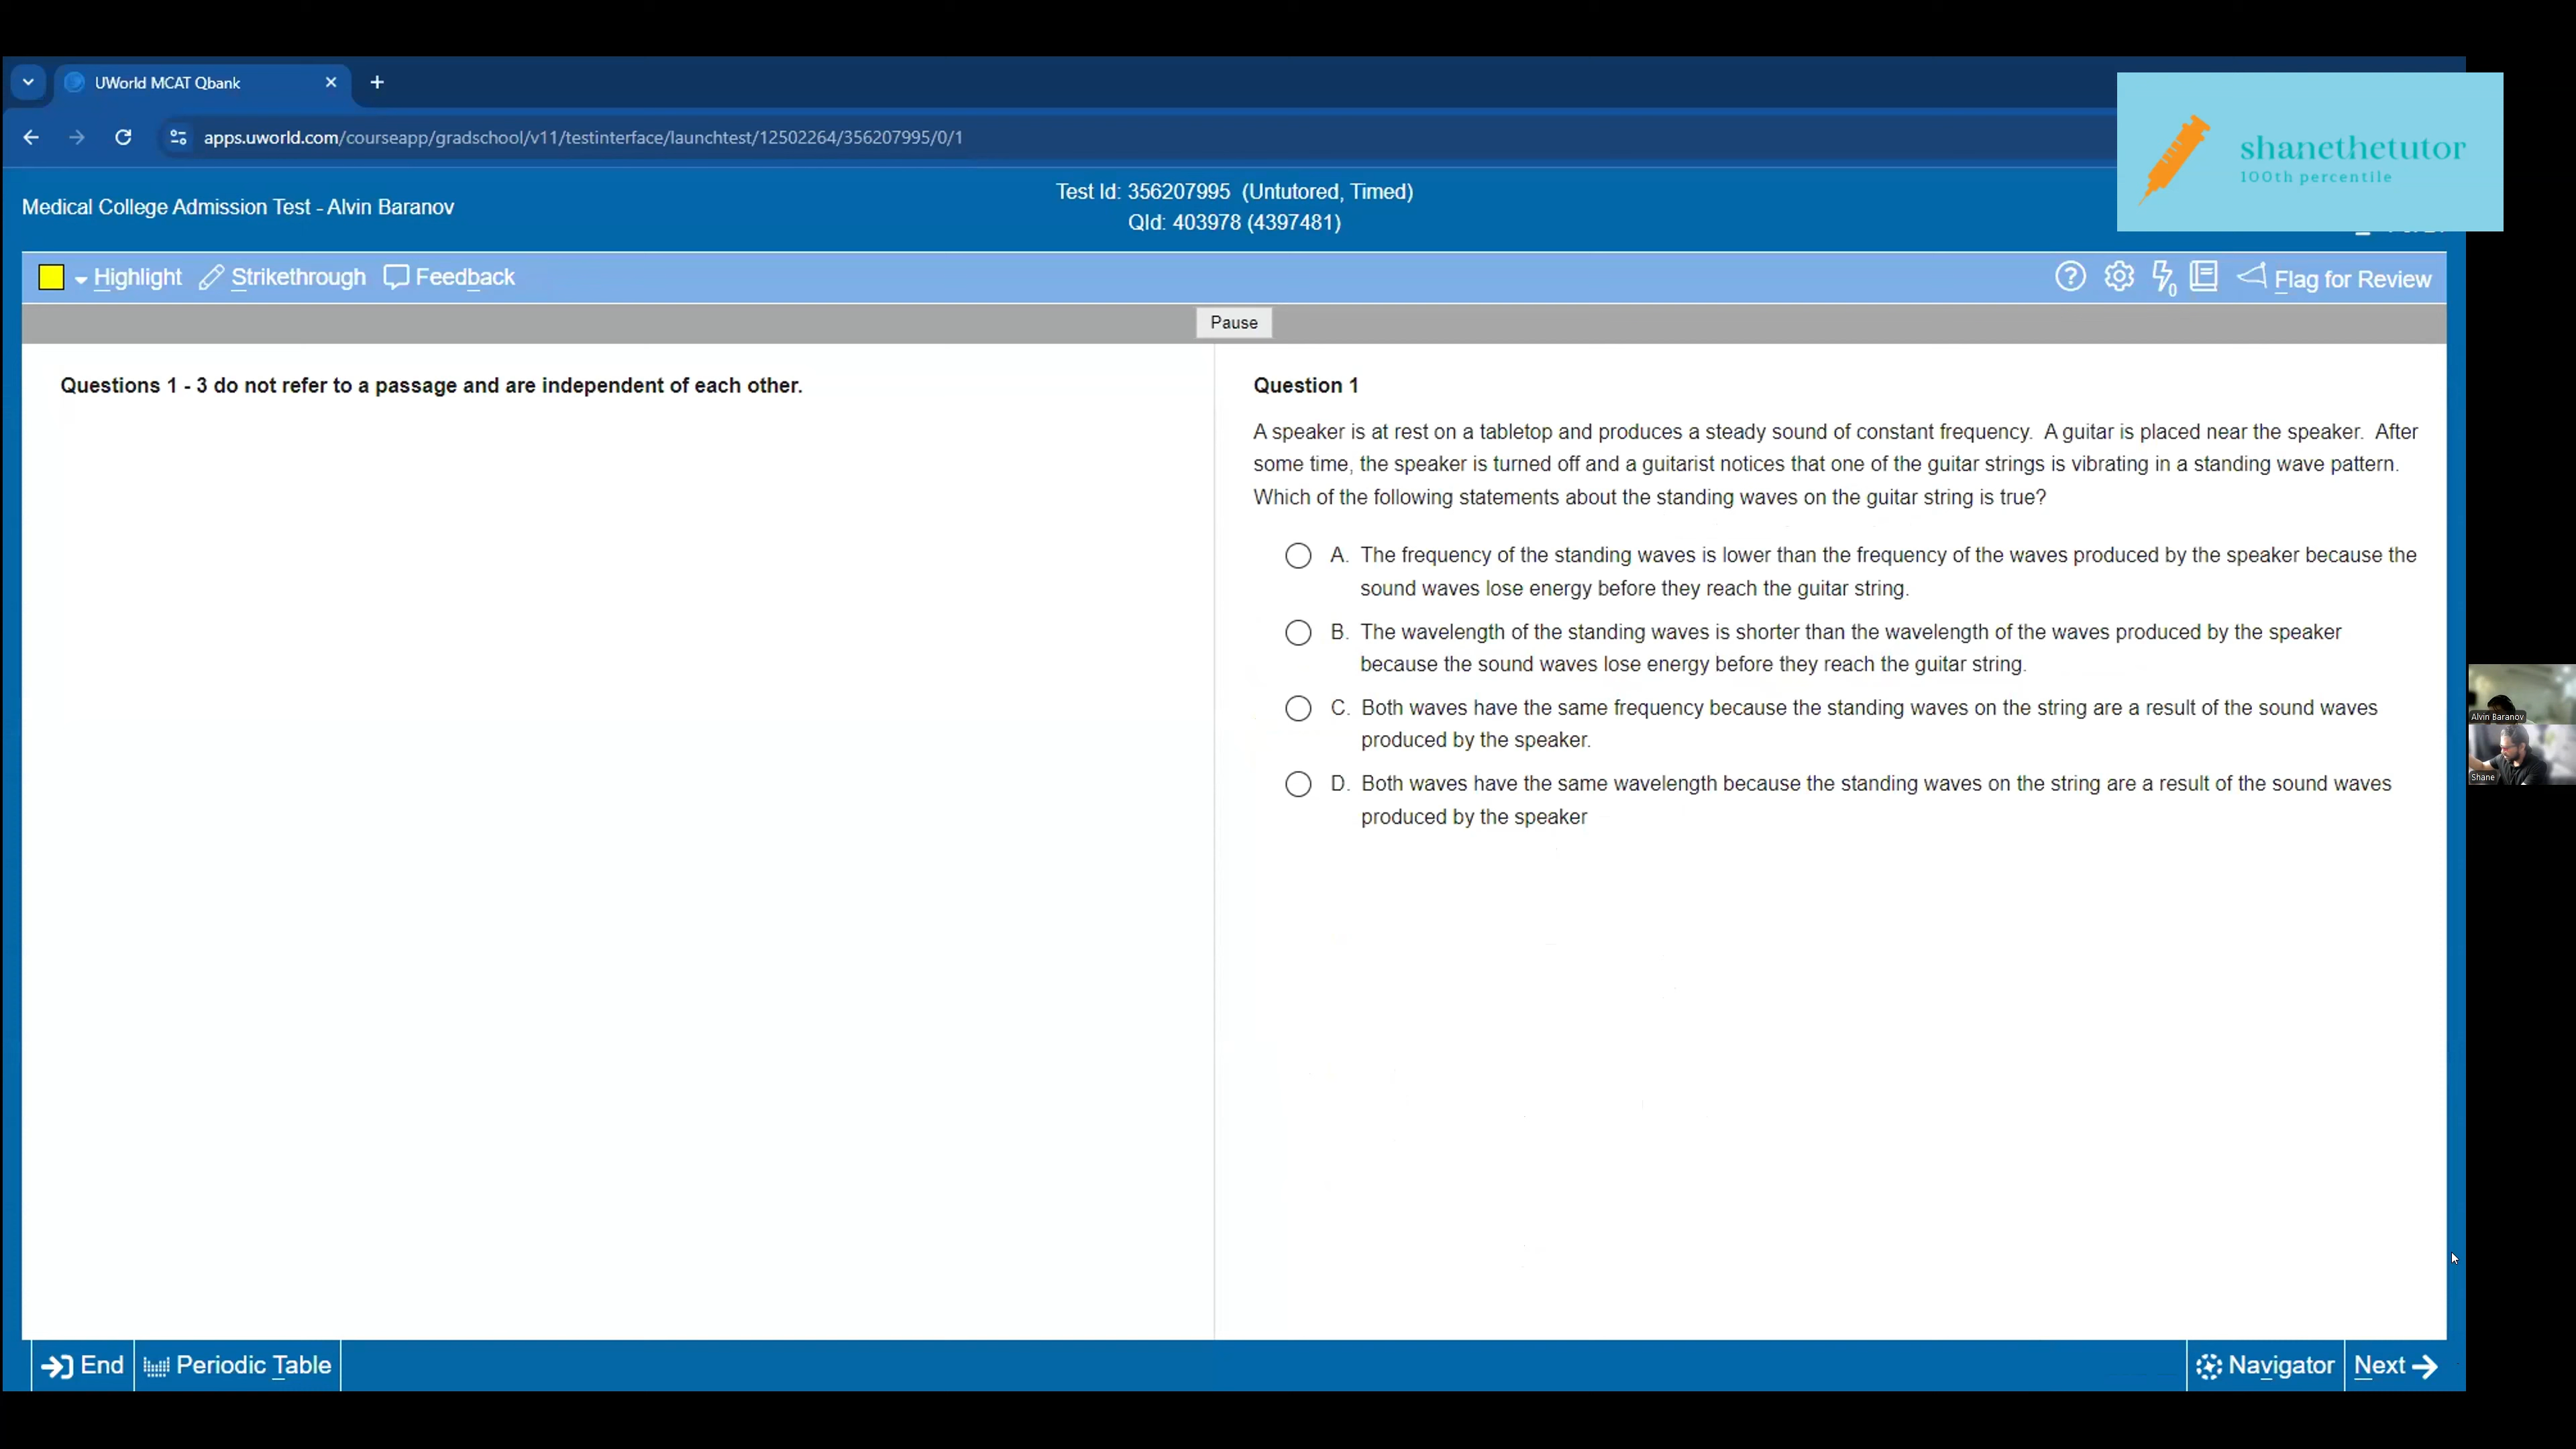 UWorld MCAT Qbank
apps.uworld.com/courseapp/gradschool/v11/testinterface/launchtest/12502264/356207995/0/1
shanethetutor
100th percentile
Medical College Admission Test - Alvin Baranov
Test Id: 356207995 (Untutored, Timed)
QId: 403978 (4397481)
Highlight Strikethrough Feedback
0 Flag for Review
Pause
Questions 1 - 3 do not refer to a passage and are independent of each other.
Question 1
A speaker is at rest on a tabletop and produces a steady sound of constant frequency. A guitar is placed near the speaker. After
some time, the speaker is turned off and a guitarist notices that one of the guitar strings is vibrating in a standing wave pattern.
Which of the following statements about the standing waves on the guitar string is true?
A. The frequency of the standing waves is lower than the frequency of the waves produced by the speaker because the
sound waves lose energy before they reach the guitar string.
B. The wavelength of the standing waves is shorter than the wavelength of the waves produced by the speaker
because the sound waves lose energy before they reach the guitar string.
C. Both waves have the same frequency because the standing waves on the string are a result of the sound waves
produced by the speaker.
D. Both waves have the same wavelength because the standing waves on the string are a result of the sound waves
produced by the speaker
Alvin Baranov
Shane
End Periodic Table
Navigator Next